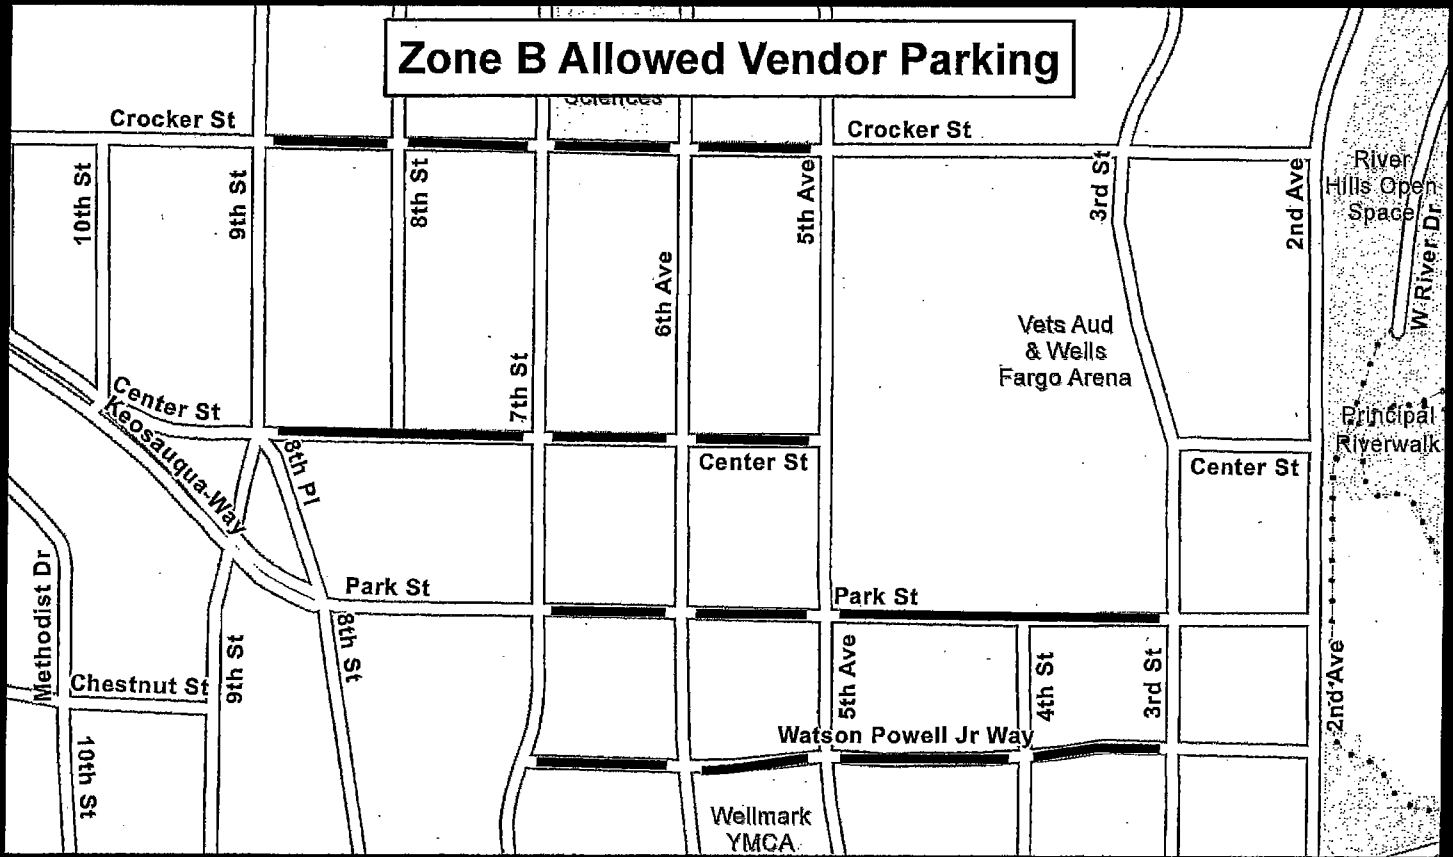 Zone B Allowed Vendor Parking
Sciences
Crocker St
Crocker St
10th St
9th St
8th St
7th St
6th Ave
5th Ave
3rd St
2nd Ave
River
Hills Open
Space
W River Dr
Vets Aud
& Wells
Fargo Arena
Principal
Riverwalk
Center St
Keosauqua-Way
8th Pl
Center St
Center St
Park St
Park St
Methodist Dr
9th St
8th St
5th Ave
4th St
3rd St
2nd Ave
Chestnut St
10th St
Watson Powell Jr Way
Wellmark
YMCA